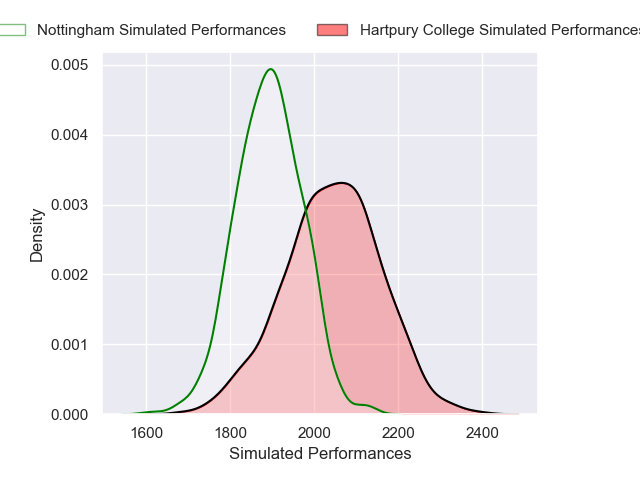 Nottingham Simulated Performances
Hartpury College Simulated Performances
0.005
0.004
0.003
0.002
0.001
0.000
Density
1600 1800 2000 2200 2400
Simulated Performances